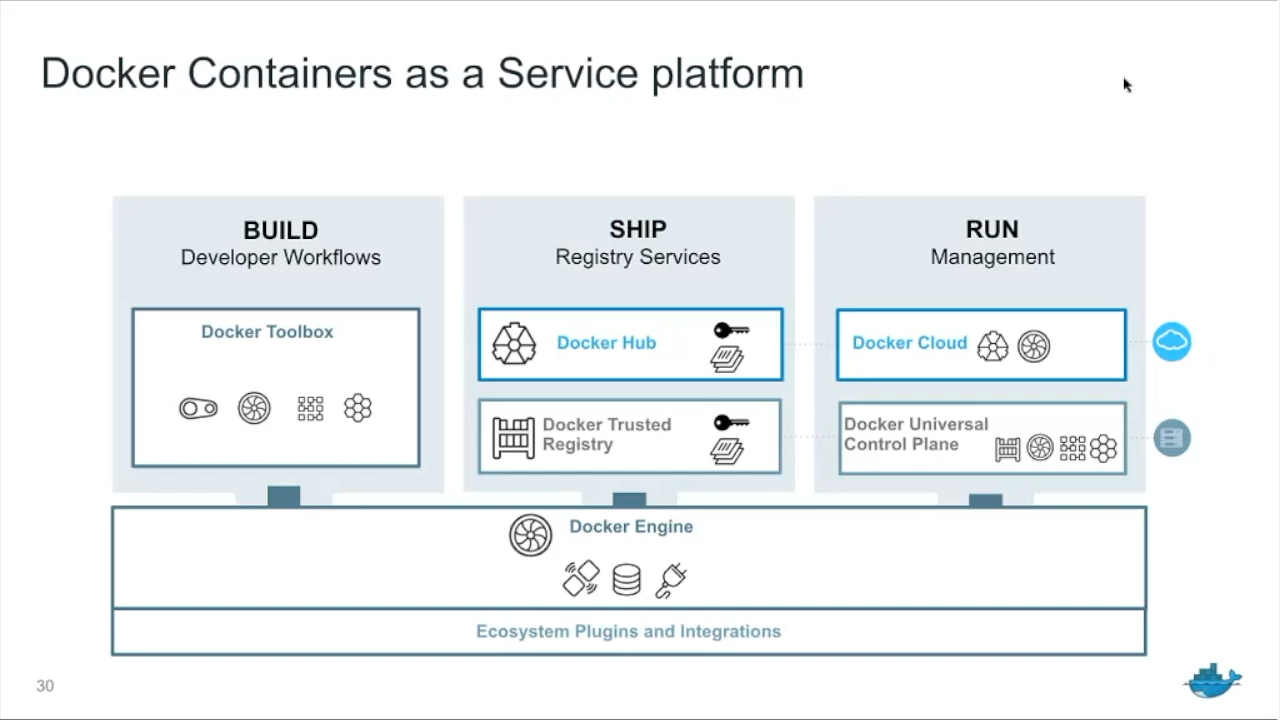 Docker Containers as a Service platform
BUILD
Developer Workflows
Docker Toolbox
SHIP
Registry Services
Docker Hub
Docker Trusted
Registry
RUN
Management
Docker Cloud
Docker Universal
Control Plane
Docker Engine
Ecosystem Plugins and Integrations
30